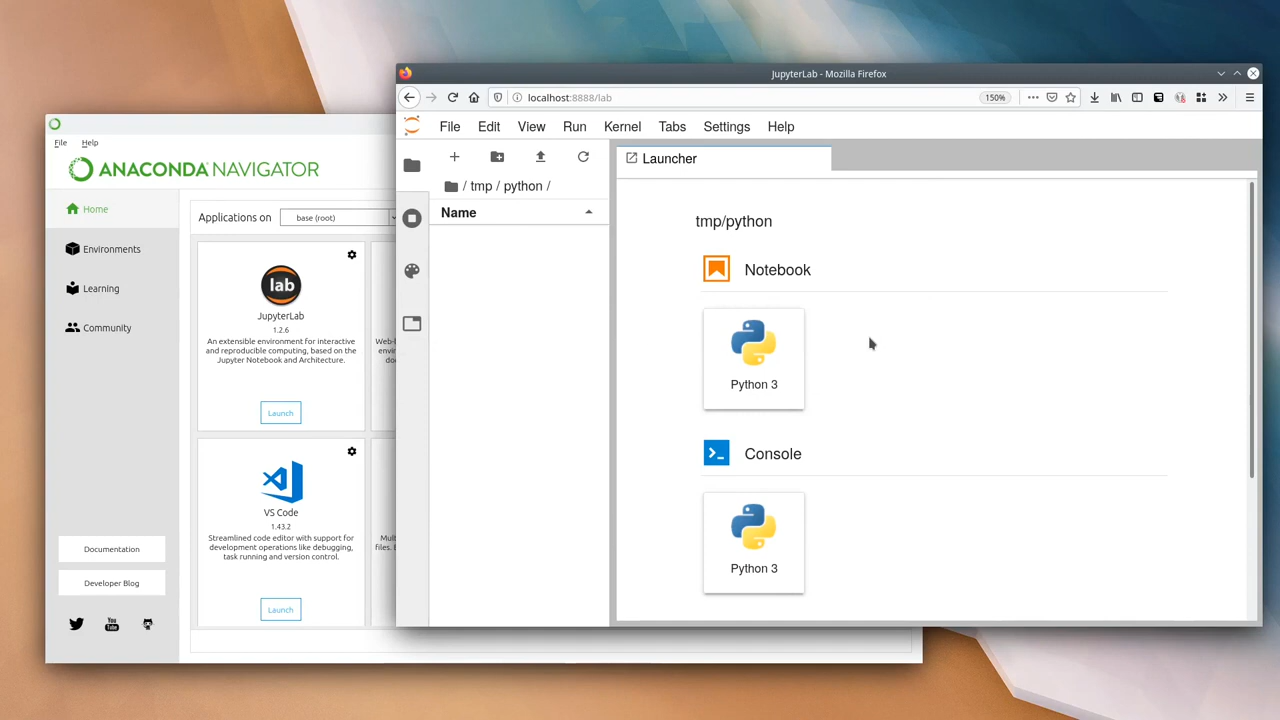 JupyterLab - Mozilla Firefox
localhost:8888/lab
150%
File Edit View Run Kernel Tabs Settings Help
Launcher
/ tmp / python /
Name
tmp/python
Notebook
Python 3
Console
Python 3
File Help
ANACONDA NAVIGATOR
Home
Environments
Learning
Community
Documentation
Developer Blog
Applications on base (root)
lab
JupyterLab
1.2.6
An extensible environment for interactive
and reproducible computing, based on the
Jupyter Notebook and Architecture.
Launch
VS Code
1.43.2
Streamlined code editor with support for
development operations like debugging,
task running and version control.
Launch